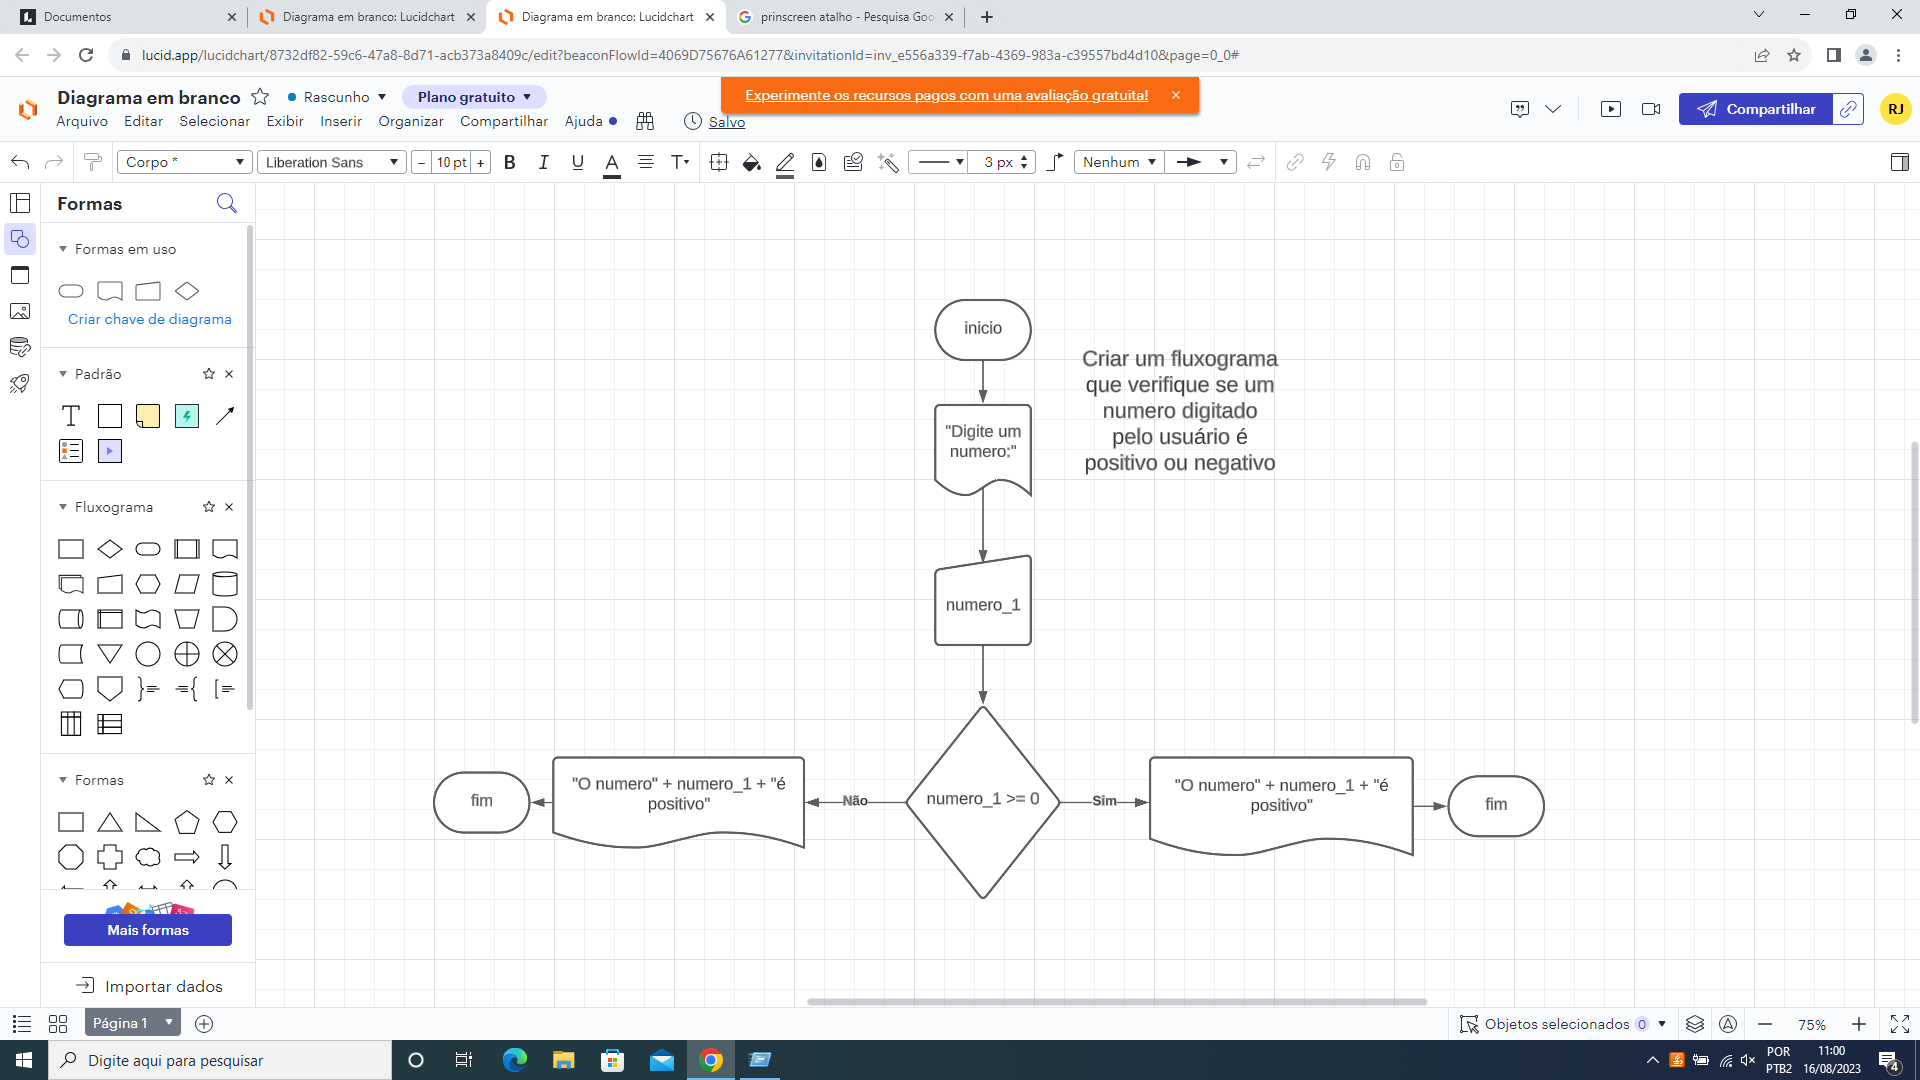 Documentos
Diagrama em branco: Lucidchart
Diagrama em branco: Lucidchart
prinscreen atalho - Pesquisa Goo
lucid.app/lucidchart/8732df82-59c6-47a8-8d71-acb373a8409c/edit?beaconFlowId=4069D75676A61277&invitationId=inv_e556a339-f7ab-4369-983a-c39557bd4d10&page=0_0#
Diagrama em branco
Rascunho
Plano gratuito
Experimente os recursos pagos com uma avaliação gratuita!
Compartilhar
RJ
Arquivo Editar Selecionar Exibir Inserir Organizar Compartilhar Ajuda
Salvo
Corpo *
Liberation Sans
- 10 pt +
B I U A T
3 px
Nenhum
Formas
Formas em uso
Criar chave de diagrama
Padrão
T
Fluxograma
Formas
Mais formas
Importar dados
inicio
"Digite um
numero:"
Criar um fluxograma
que verifique se um
numero digitado
pelo usuário é
positivo ou negativo
numero_1
fim
"O numero" + numero_1 + "é
positivo"
Não
numero_1 >= 0
Sim
"O numero" + numero_1 + "é
positivo"
fim
Página 1
Objetos selecionados 0
75%
Digite aqui para pesquisar
POR
PTB2
11:00
16/08/2023
4